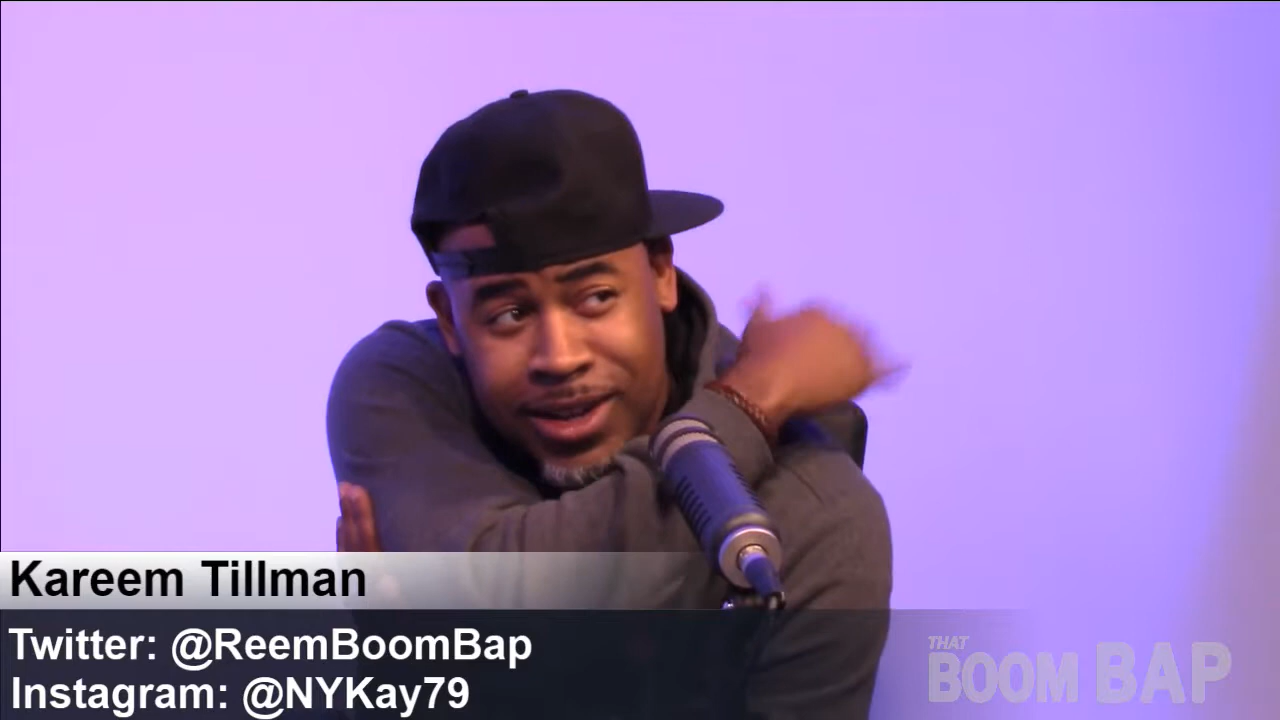 Kareem Tillman
Twitter: @ReemBoomBap
Instagram: @NYKay79
THAT
BOOM BAP